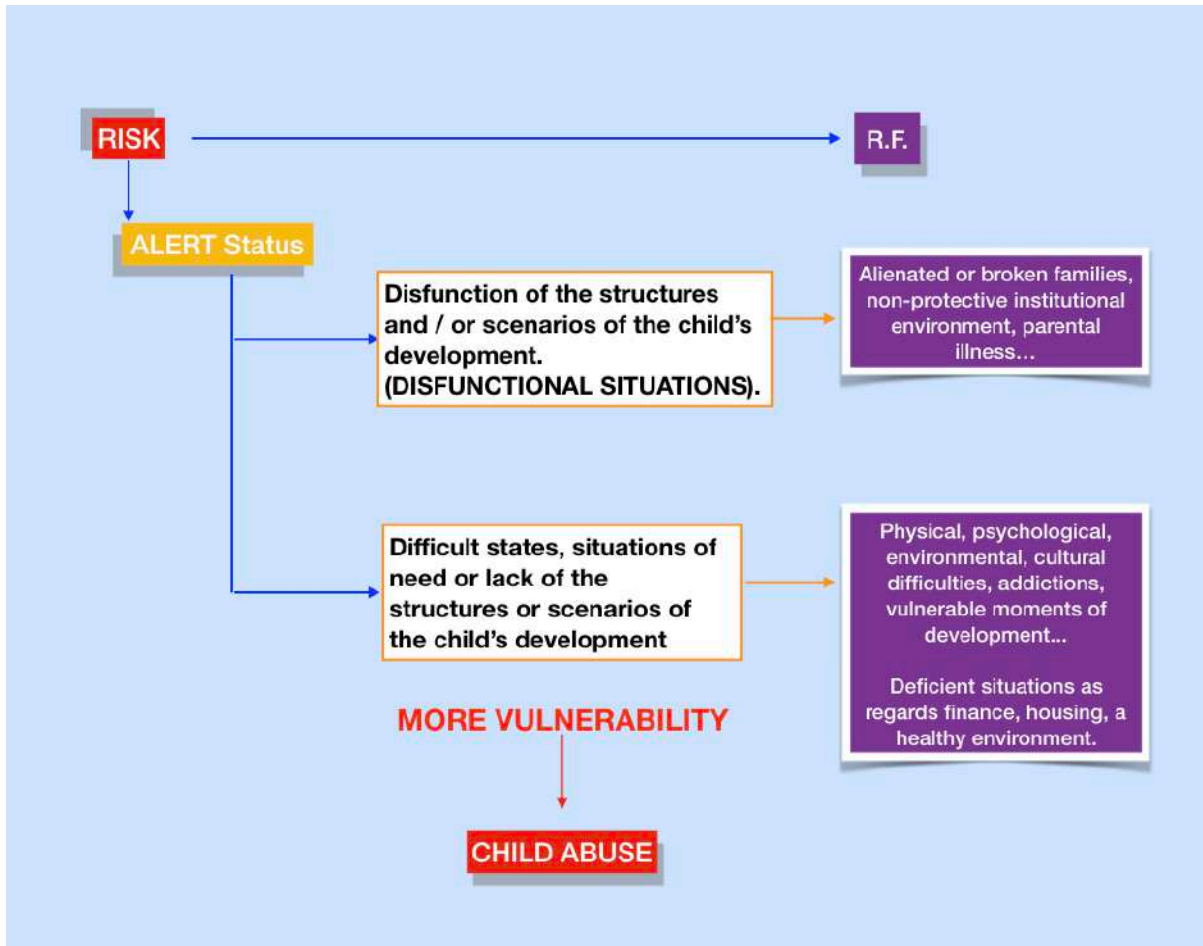 RISK
R.F.
ALERT Status
Disfunction of the structures
and / or scenarios of the child's
development.
(DISFUNCTIONAL SITUATIONS).
Alienated or broken families,
non-protective institutional
environment, parental
illness...
Difficult states, situations of
need or lack of the
structures or scenarios of
the child's development
Physical, psychological,
environmental, cultural
difficulties, addictions,
vulnerable moments of
development...
Deficient situations as
regards finance, housing, a
healthy environment.
MORE VULNERABILITY
CHILD ABUSE